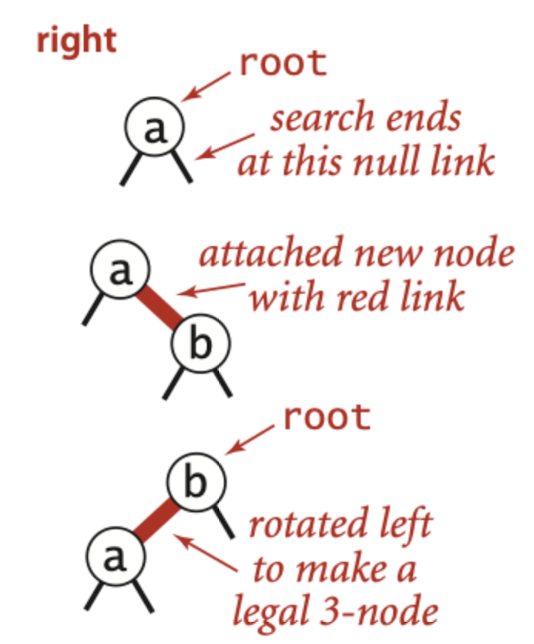 right
root
a
search ends
at this null link
a
attached new node
with red link
b
root
b
rotated left
to make a
legal 3-node
a